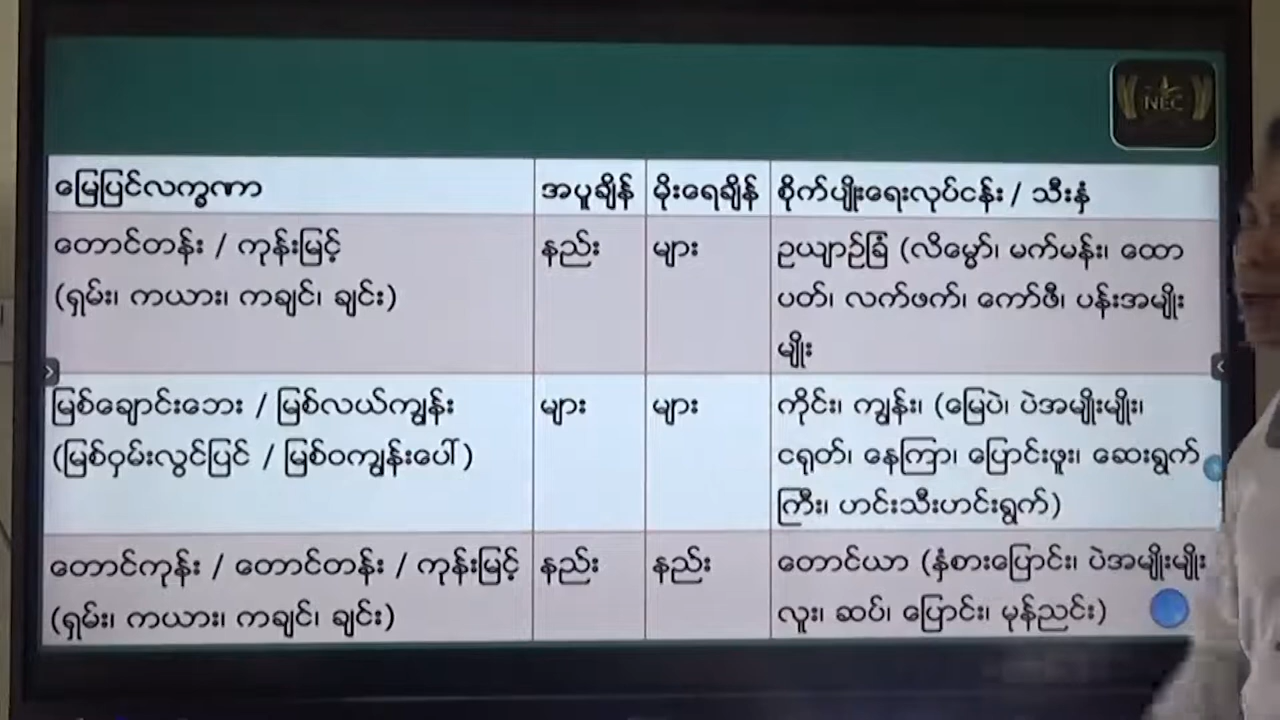 NEC
မြေပြင်လက္ခဏာ အပူချိန် မိုးရေချိန် စိုက်ပျိုးရေးလုပ်ငန်း / သီးနှံ
တောင်တန်း / ကုန်းမြင့် နည်း များ ဥယျာဉ်ခြံ (လိမ္မော်၊ မက်မန်း၊ ထော
(ရှမ်း၊ ကယား၊ ကချင်၊ ချင်း) ပတ်၊ လက်ဖက်၊ ကော်ဖီ၊ ပန်းအမျိုး
မျိုး
မြစ်ချောင်းဘေး / မြစ်လယ်ကျွန်း များ များ ကိုင်း၊ ကျွန်း၊ (မြေပဲ၊ ပဲအမျိုးမျိုး၊
(မြစ်ဝှမ်းလွင်ပြင် / မြစ်ဝကျွန်းပေါ်) ငရုတ်၊ နေကြာ၊ ပြောင်းဖူး၊ ဆေးရွက်
ကြီး၊ ဟင်းသီးဟင်းရွက်)
တောင်ကုန်း / တောင်တန်း / ကုန်းမြင့် နည်း နည်း တောင်ယာ (နှံစားပြောင်း၊ ပဲအမျိုးမျိုး
(ရှမ်း၊ ကယား၊ ကချင်၊ ချင်း) လူး၊ ဆပ်၊ ပြောင်း၊ မုန်ညင်း)